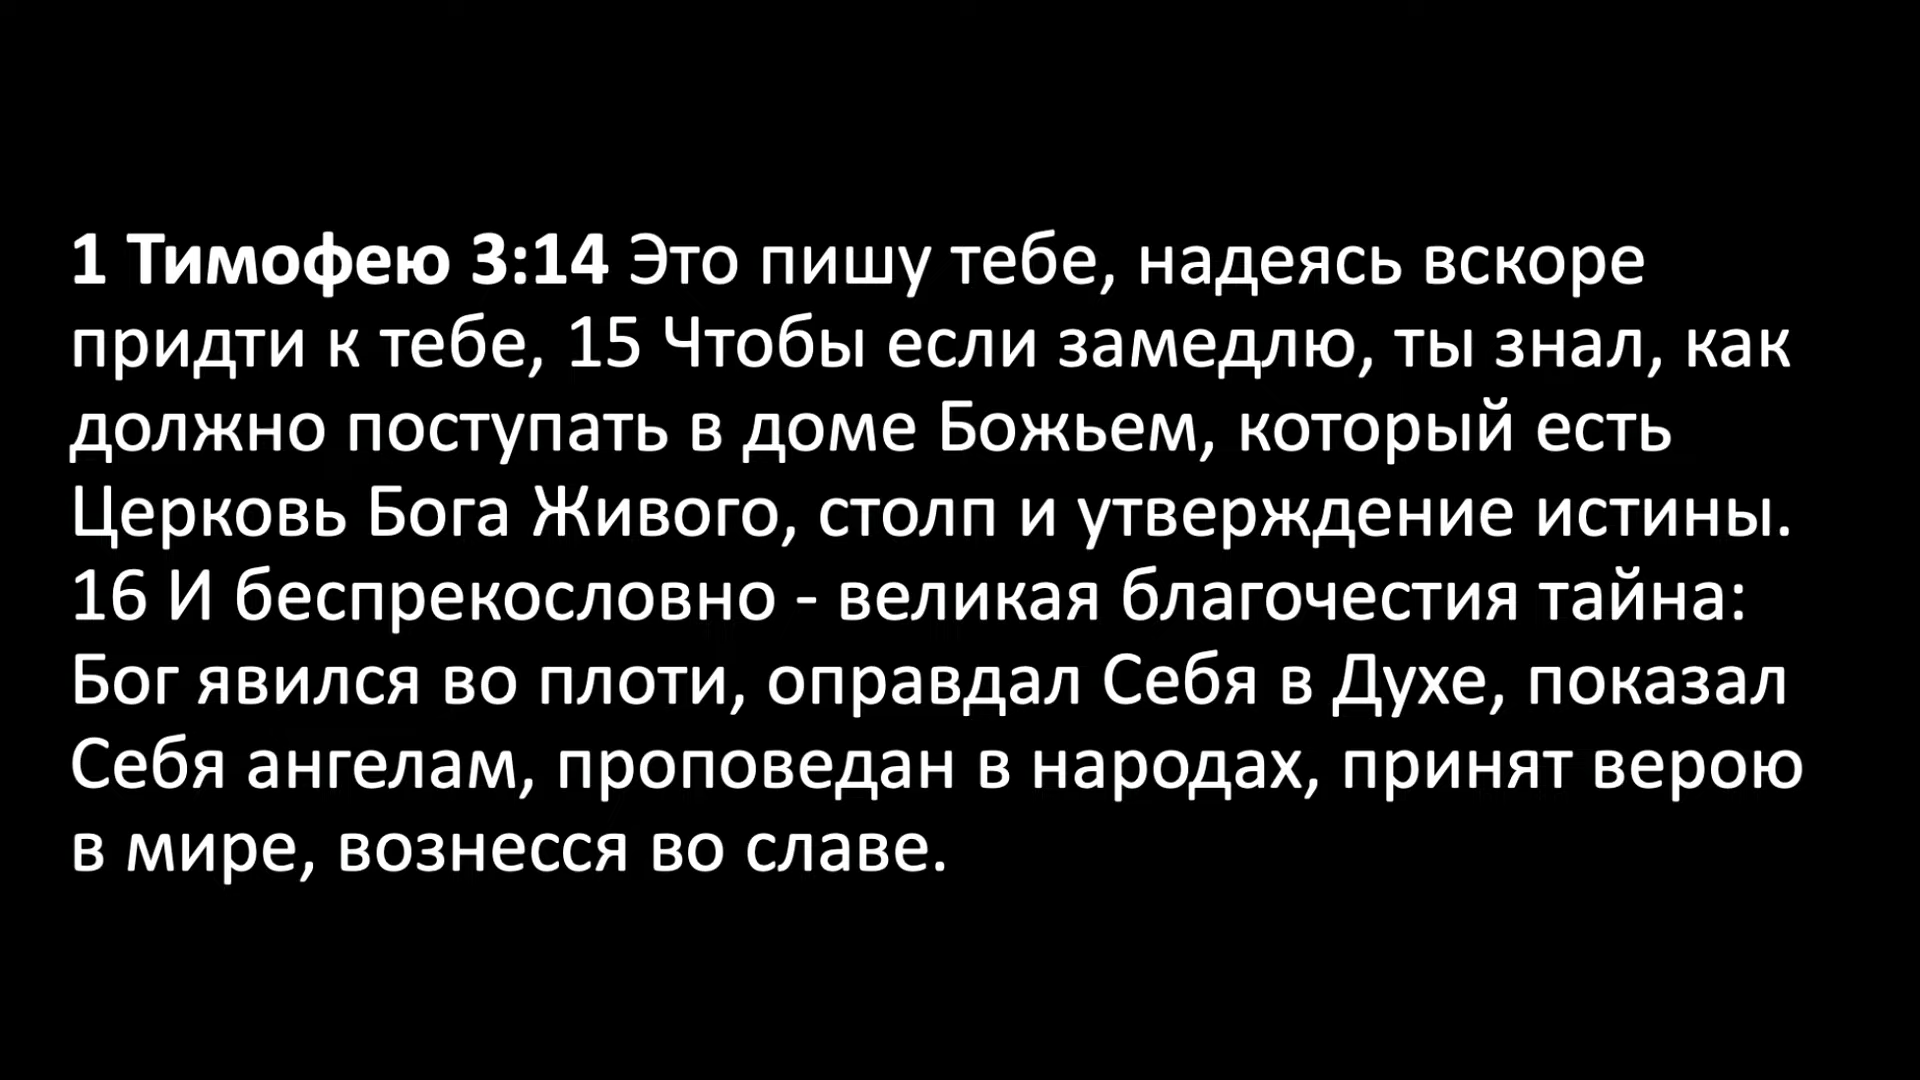 1 Тимофею 3:14 Это пишу тебе, надеясь вскоре
придти к тебе, 15 Чтобы если замедлю, ты знал, как
должно поступать в доме Божьем, который есть
Церковь Бога Живого, столп и утверждение истины.
16 И беспрекословно - великая благочестия тайна:
Бог явился во плоти, оправдал Себя в Духе, показал
Себя ангелам, проповедан в народах, принят верою
в мире, вознесся во славе.